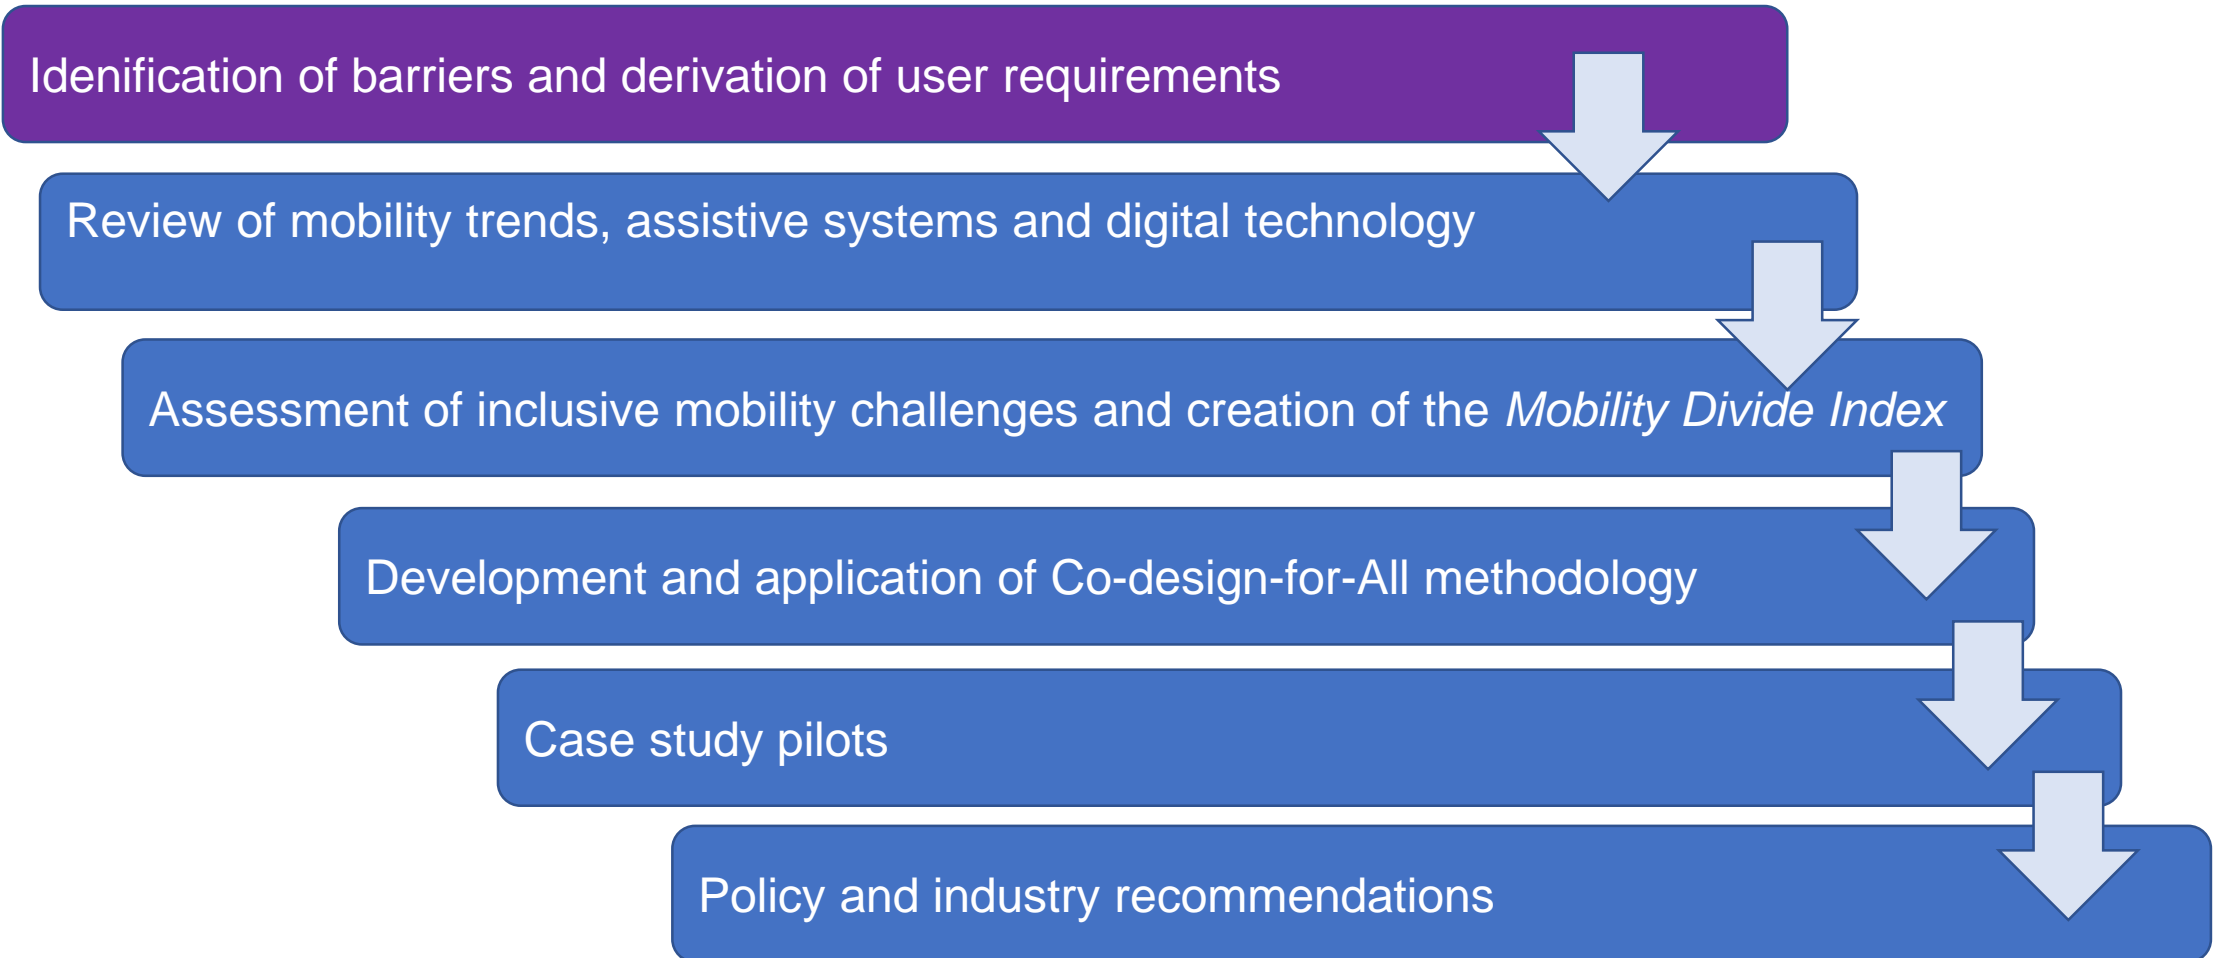 Idenification of barriers and derivation of user requirements
Review of mobility trends, assistive systems and digital technology
Assessment of inclusive mobility challenges and creation of the Mobility Divide Index
Development and application of Co-design-for-All methodology
Case study pilots
Policy and industry recommendations